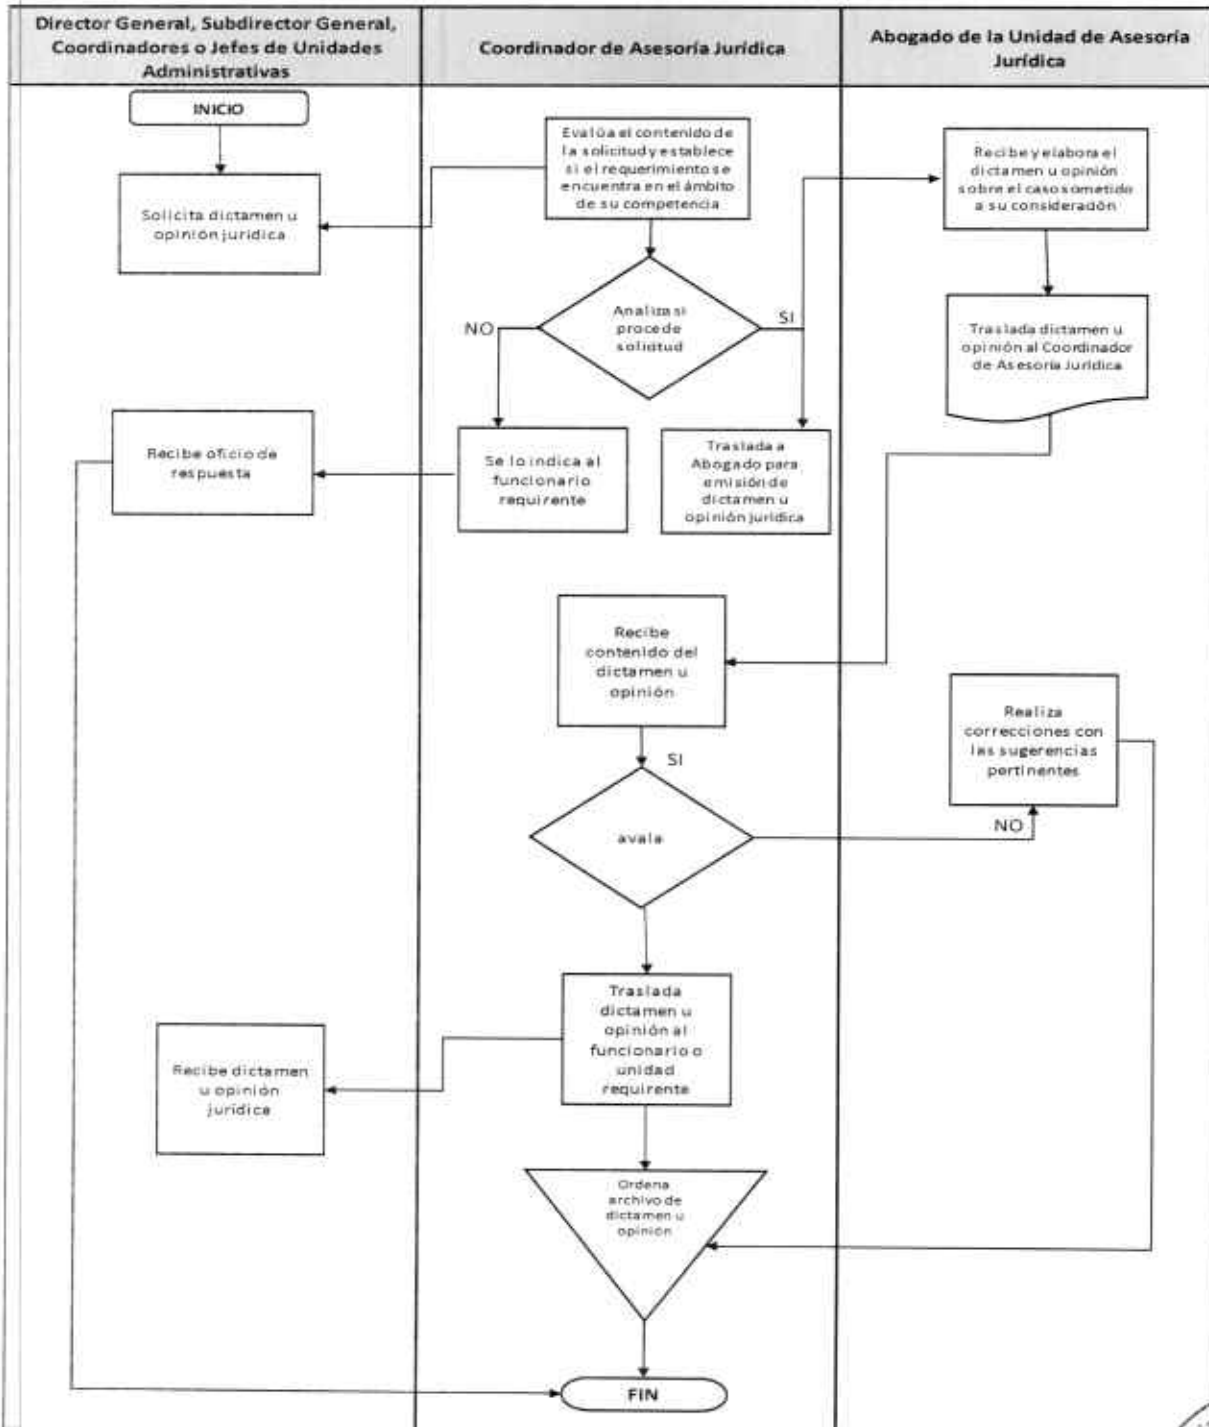 Director General, Subdirector General,
Coordinadores o Jefes de Unidades
Administrativas
Coordinador de Asesoría Jurídica
Abogado de la Unidad de Asesoría
Jurídica
INICIO
Solicita dictamen u
opinión jurídica
Evalúa el contenido de
la solicitud y establece
si el requerimiento se
encuentra en el ámbito
de su competencia
Recibe y elabora el
dictamen u opinión
sobre el caso sometido
a su consideración
Analiza si
procede
solicitud
NO
SI
Traslada dictamen u
opinión al Coordinador
de Asesoría Jurídica
Recibe oficio de
respuesta
Se lo indica al
funcionario
requirente
Traslada a
Abogado para
emisión de
dictamen u
opinión jurídica
Recibe
contenido del
dictamen u
opinión
Realiza
correcciones con
las sugerencias
pertinentes
SI
avala
NO
Traslada
dictamen u
opinión al
funcionario o
unidad
requirente
Recibe dictamen
u opinión
jurídica
Ordena
archivo de
dictamen u
opinión
FIN